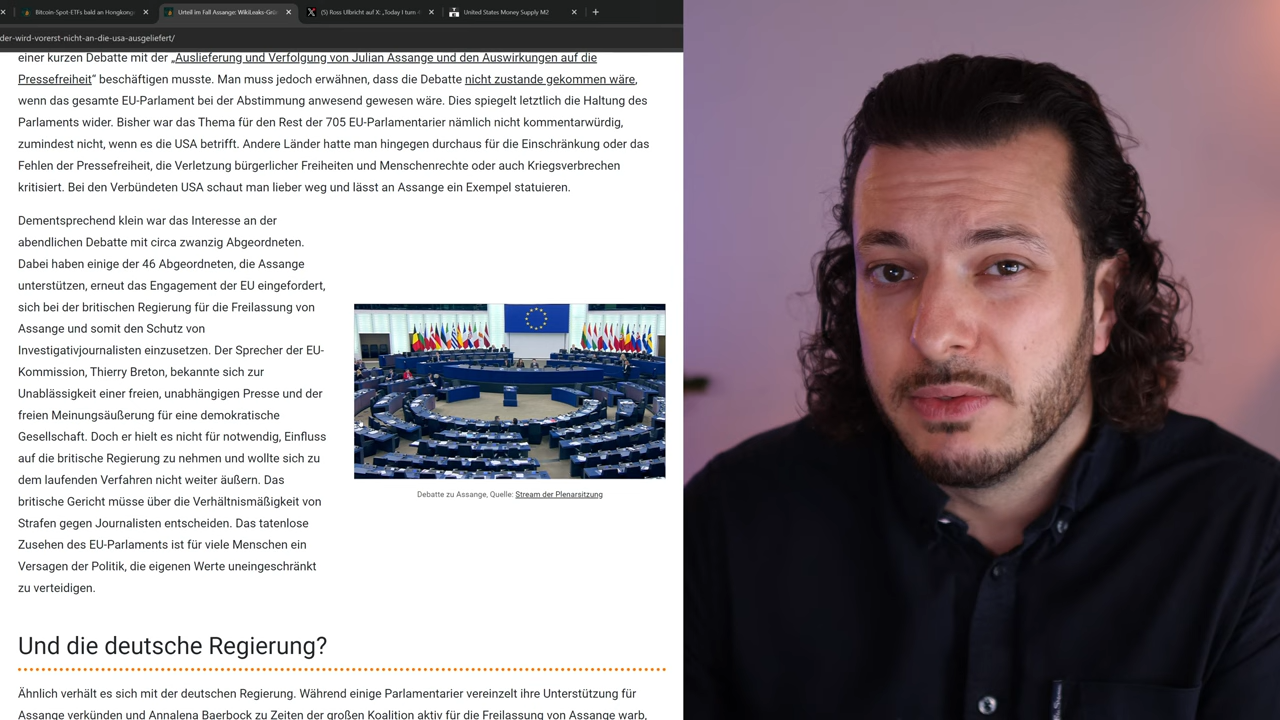 Bitcoin-Spot-ETFs bald an Hongkong
Urteil im Fall Assange: WikiLeaks-Grü
(5) Ross Ulbricht auf X: „Today I turn
United States Money Supply M2
der-wird-vorerst-nicht-an-die-usa-ausgeliefert/
einer kurzen Debatte mit der „Auslieferung und Verfolgung von Julian Assange und den Auswirkungen auf die
Pressefreiheit“ beschäftigen musste. Man muss jedoch erwähnen, dass die Debatte nicht zustande gekommen wäre,
wenn das gesamte EU-Parlament bei der Abstimmung anwesend gewesen wäre. Dies spiegelt letztlich die Haltung des
Parlaments wider. Bisher war das Thema für den Rest der 705 EU-Parlamentarier nämlich nicht kommentarwürdig,
zumindest nicht, wenn es die USA betrifft. Andere Länder hatte man hingegen durchaus für die Einschränkung oder das
Fehlen der Pressefreiheit, die Verletzung bürgerlicher Freiheiten und Menschenrechte oder auch Kriegsverbrechen
kritisiert. Bei den Verbündeten USA schaut man lieber weg und lässt an Assange ein Exempel statuieren.
Dementsprechend klein war das Interesse an der
abendlichen Debatte mit circa zwanzig Abgeordneten.
Dabei haben einige der 46 Abgeordneten, die Assange
unterstützen, erneut das Engagement der EU eingefordert,
sich bei der britischen Regierung für die Freilassung von
Assange und somit den Schutz von
Investigativjournalisten einzusetzen. Der Sprecher der EU-
Kommission, Thierry Breton, bekannte sich zur
Unablässigkeit einer freien, unabhängigen Presse und der
freien Meinungsäußerung für eine demokratische
Gesellschaft. Doch er hielt es nicht für notwendig, Einfluss
auf die britische Regierung zu nehmen und wollte sich zu
dem laufenden Verfahren nicht weiter äußern. Das
britische Gericht müsse über die Verhältnismäßigkeit von
Strafen gegen Journalisten entscheiden. Das tatenlose
Zusehen des EU-Parlaments ist für viele Menschen ein
Versagen der Politik, die eigenen Werte uneingeschränkt
zu verteidigen.
Debatte zu Assange, Quelle: Stream der Plenarsitzung
Und die deutsche Regierung?
Ähnlich verhält es sich mit der deutschen Regierung. Während einige Parlamentarier vereinzelt ihre Unterstützung für
Assange verkünden und Annalena Baerbock zu Zeiten der großen Koalition aktiv für die Freilassung von Assange warb,